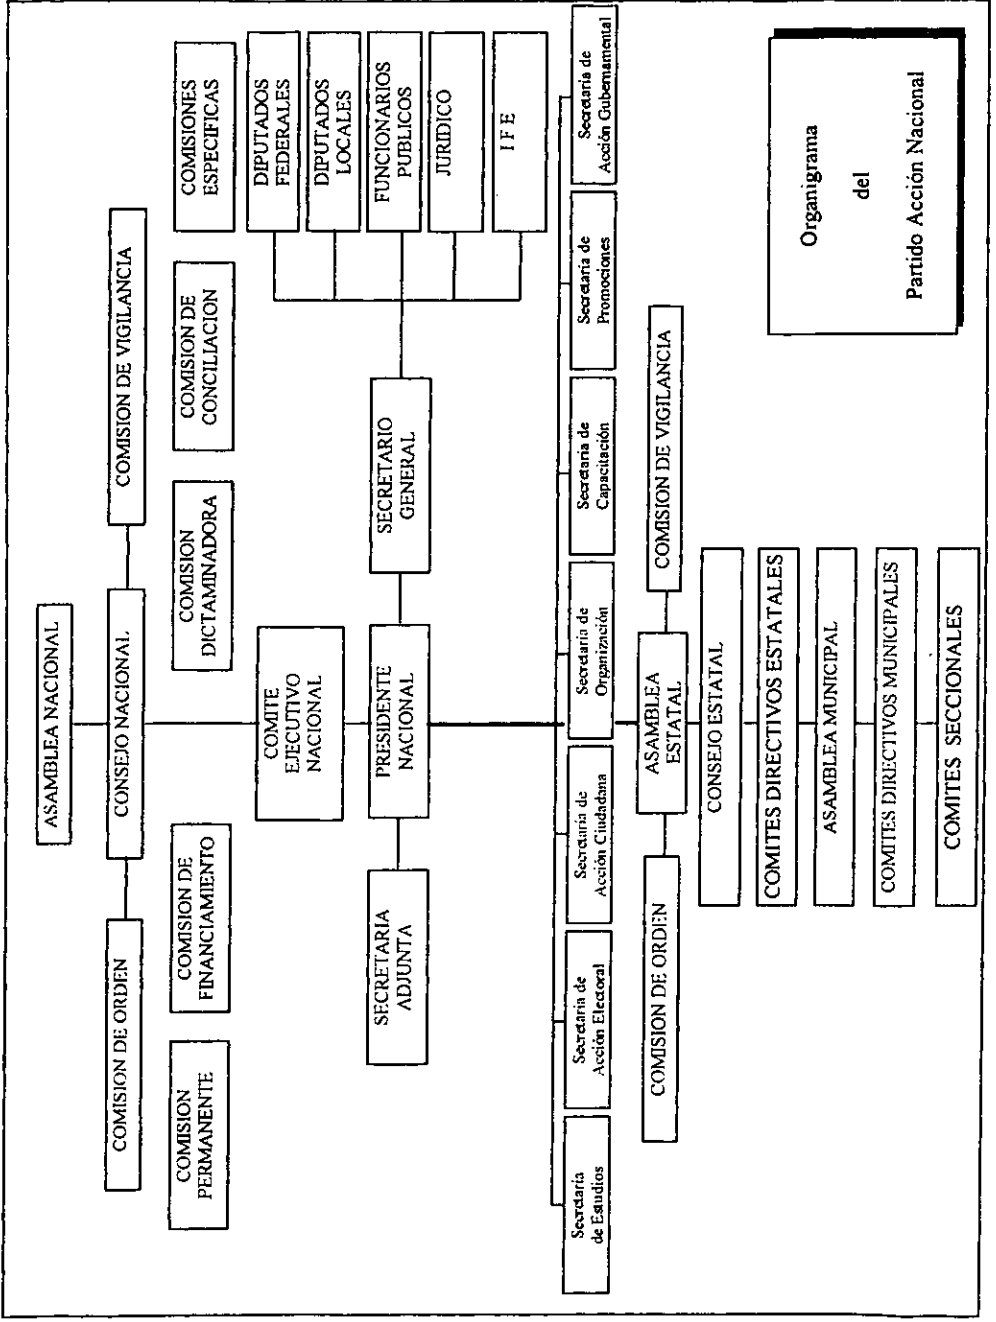 ASAMBLEA NACIONAL
COMISION DE ORDEN
CONSEJO NACIONAL
COMISION DE VIGILANCIA
COMISION
PERMANENTE
COMISION DE
FINANCIAMIENTO
COMISION
DICTAMINADORA
COMISION DE
CONCILIACION
COMISIONES
ESPECIFICAS
COMITE
EJECUTIVO
NACIONAL
SECRETARIA
ADJUNTA
PRESIDENTE
NACIONAL
SECRETARIO
GENERAL
DIPUTADOS
FEDERALES
DIPUTADOS
LOCALES
FUNCIONARIOS
PUBLICOS
JURIDICO
I F E
Secretaría
de Estudios
Secretaría de
Acción Electoral
Secretaría de
Acción Ciudadana
Secretaría de
Organización
Secretaría de
Capacitación
Secretaría de
Promociones
Secretaría de
Acción Gubernamental
COMISION DE ORDEN
ASAMBLEA
ESTATAL
COMISION DE VIGILANCIA
CONSEJO ESTATAL
COMITES DIRECTIVOS ESTATALES
ASAMBLEA MUNICIPAL
COMITES DIRECTIVOS MUNICIPALES
COMITES SECCIONALES
Organigrama
del
Partido Acción Nacional